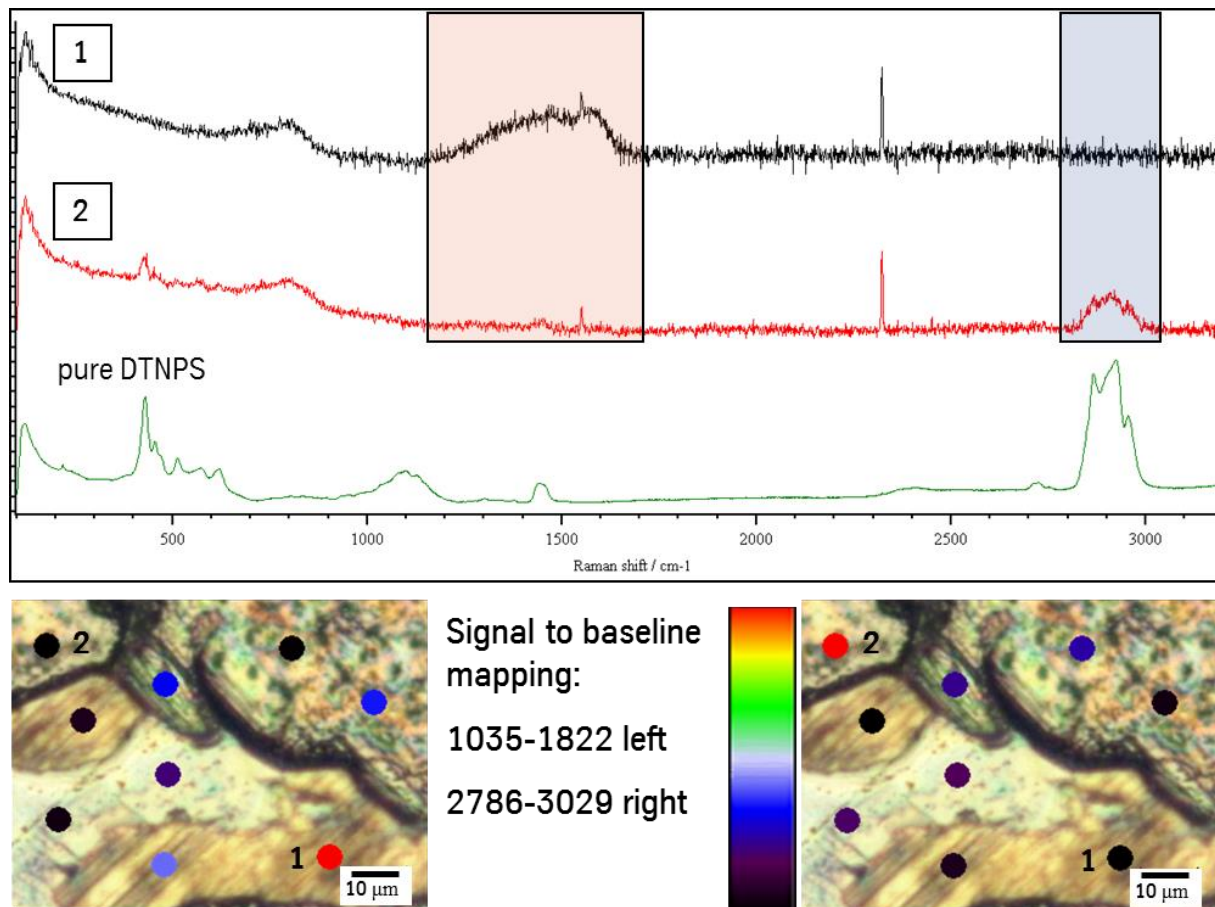 1
2
pure DTNPS
500 1000 1500 2000 2500 3000
Raman shift / cm-1
2
1
10 μm
Signal to baseline
mapping:
1035-1822 left
2786-3029 right
2
1
10 μm